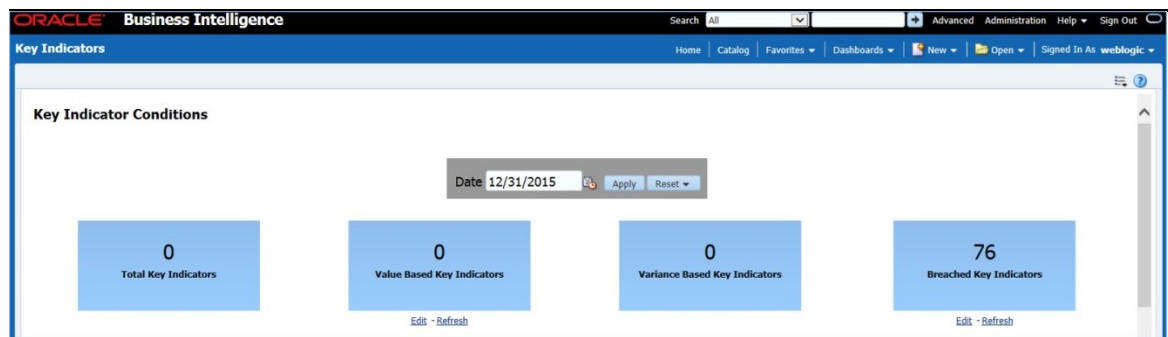 ORACLE Business Intelligence Search All Advanced Administration Help Sign Out
Key Indicators Home Catalog Favorites Dashboards New Open Signed In As weblogic
Key Indicator Conditions
Date 12/31/2015 Apply Reset
0 0 0 76
Total Key Indicators Value Based Key Indicators Variance Based Key Indicators Breached Key Indicators
Edit - Refresh Edit - Refresh